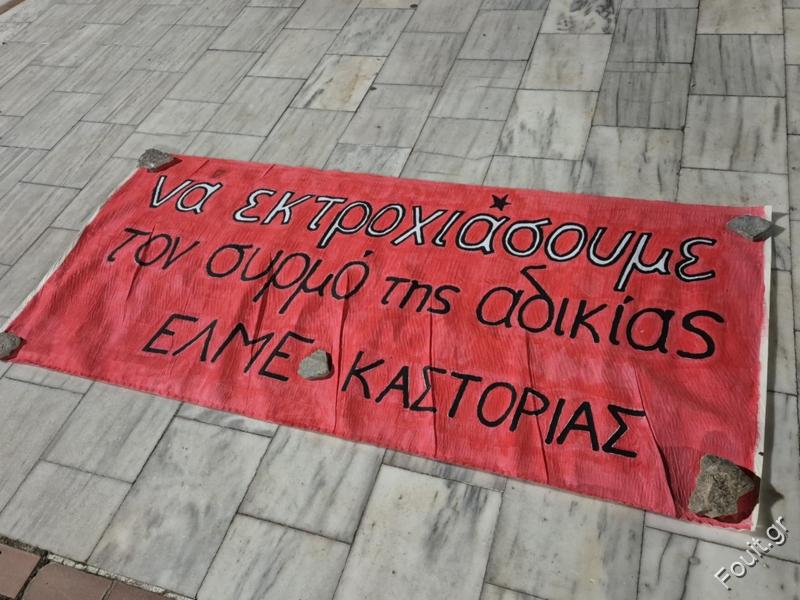 να εκτροχιάσουμε
τον συρμό της αδικίας
ΕΛΜΕ ΚΑΣΤΟΡΙΑΣ
Fouit.gr